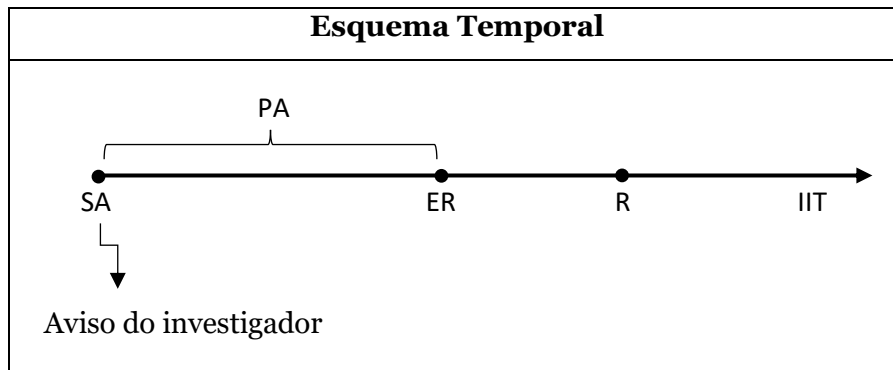 Esquema Temporal
PA
SA ER R IIT
Aviso do investigador